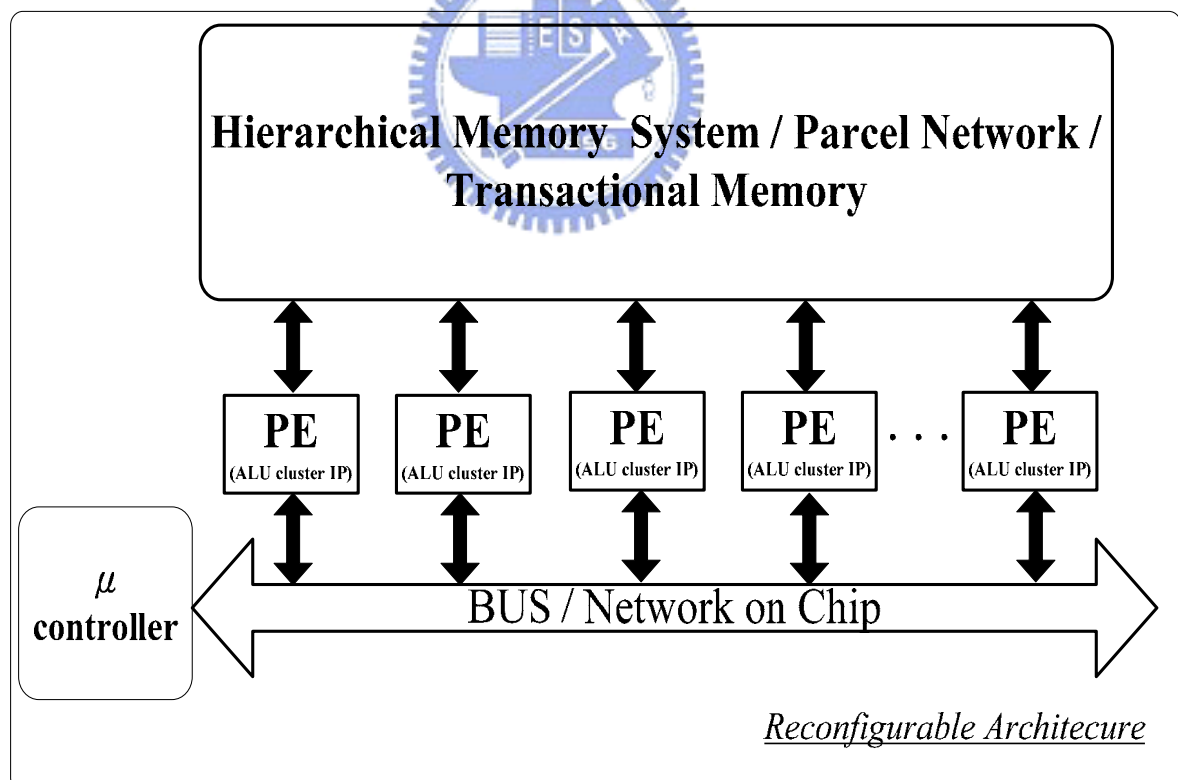 ES
Hierarchical Memory System / Parcel Network /
Transactional Memory
PE
(ALU cluster IP)
PE
(ALU cluster IP)
PE
(ALU cluster IP)
PE
(ALU cluster IP)
. . .
PE
(ALU cluster IP)
μ
controller
BUS / Network on Chip
Reconfigurable Architecure